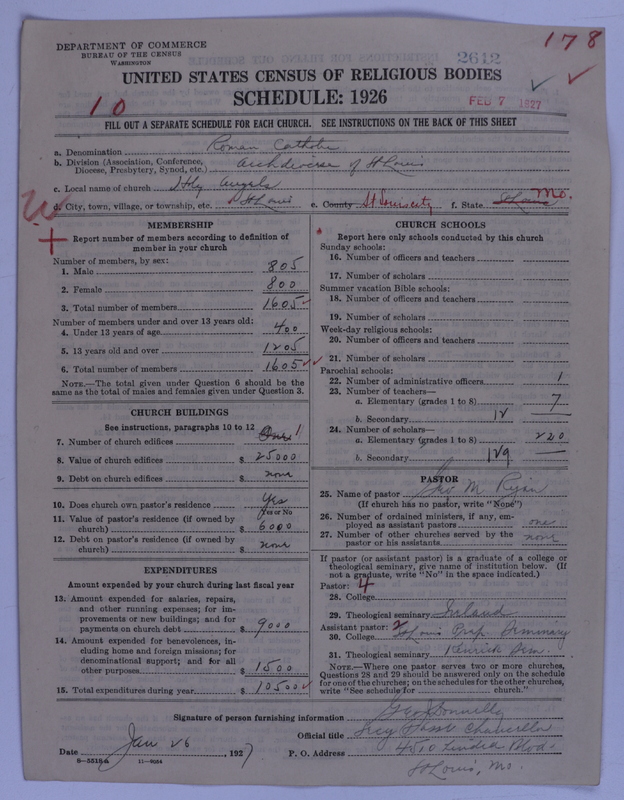 DEPARTMENT OF COMMERCE
BUREAU OF THE CENSUS
WASHINGTON
2612
178
UNITED STATES CENSUS OF RELIGIOUS BODIES
SCHEDULE: 1926
10
FEB 7 1927
FILL OUT A SEPARATE SCHEDULE FOR EACH CHURCH. SEE INSTRUCTIONS ON THE BACK OF THIS SHEET
a. Denomination Roman Catholic
b. Division (Association, Conference, Diocese, Presbytery, Synod, etc.) Archdiocese of St Louis
c. Local name of church Holy Angels
d. City, town, village, or township, etc. St Louis e. County St Louis city f. State St Louis Mo.
MEMBERSHIP
Report number of members according to definition of
member in your church
Number of members, by sex:
1. Male 805
2. Female 800
3. Total number of members 1605
Number of members under and over 13 years old:
4. Under 13 years of age 400
5. 13 years old and over 1205
6. Total number of members 1605
NOTE.—The total given under Question 6 should be the
same as the total of males and females given under Question 3.
CHURCH BUILDINGS
See instructions, paragraphs 10 to 12
7. Number of church edifices One 1
8. Value of church edifices $ 25000
9. Debt on church edifices $ none
10. Does church own pastor's residence Yes
Yes or No
11. Value of pastor's residence (if owned by
church) $ 6000
12. Debt on pastor's residence (if owned by
church) $ none
EXPENDITURES
Amount expended by your church during last fiscal year
13. Amount expended for salaries, repairs,
and other running expenses; for im-
provements or new buildings; and for
payments on church debt $ 9000
14. Amount expended for benevolences, in-
cluding home and foreign missions; for
denominational support; and for all
other purposes $ 1500
15. Total expenditures during year $ 10500
CHURCH SCHOOLS
Report here only schools conducted by this church
Sunday schools:
16. Number of officers and teachers
17. Number of scholars
Summer vacation Bible schools:
18. Number of officers and teachers
19. Number of scholars
Week-day religious schools:
20. Number of officers and teachers
21. Number of scholars
Parochial schools:
22. Number of administrative officers 1
23. Number of teachers—
a. Elementary (grades 1 to 8) 7
b. Secondary
24. Number of scholars—
a. Elementary (grades 1 to 8) 220
b. Secondary
PASTOR
25. Name of pastor Geo M Ryan
(If church has no pastor, write "None")
26. Number of ordained ministers, if any, em-
ployed as assistant pastors one
27. Number of other churches served by the
pastor or his assistants none
If pastor (or assistant pastor) is a graduate of a college or
theological seminary, give name of institution below. (If
not a graduate, write "No" in the space indicated.)
Pastor: 4
28. College
29. Theological seminary Ireland
Assistant pastor: 2
30. College St Louis Prep. Seminary
31. Theological seminary Kenrick Sem.
NOTE.—Where one pastor serves two or more churches,
Questions 28 and 29 should be answered only on the schedule
for one of the churches; on the schedules for the other churches,
write "See schedule for church."
Signature of person furnishing information Geo Donnelly
Official title Chancellor
Date Jan 26 1927 P. O. Address 4510 Lindell Blvd.
St Louis, Mo.
8—5518a 11—9054